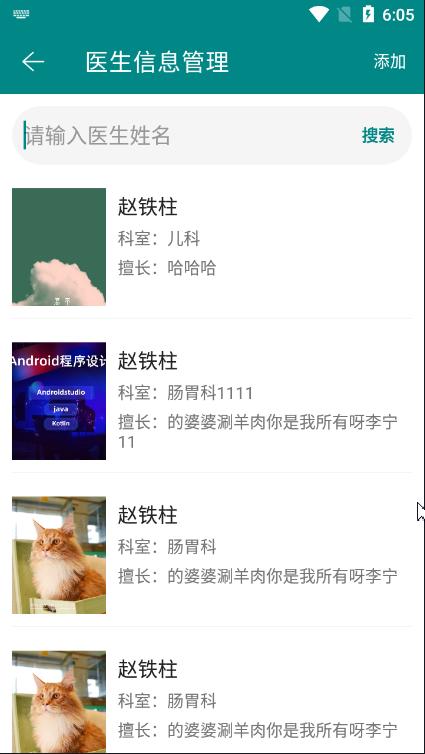 6:05
医生信息管理
添加
请输入医生姓名
搜索
赵铁柱
科室：儿科
擅长：哈哈哈
Android程序设计
Androidstudio
java
Kotlin
赵铁柱
科室：肠胃科1111
擅长：的婆婆涮羊肉你是我所有呀李宁
11
赵铁柱
科室：肠胃科
擅长：的婆婆涮羊肉你是我所有呀李宁
赵铁柱
科室：肠胃科
擅长：的婆婆涮羊肉你是我所有呀李宁